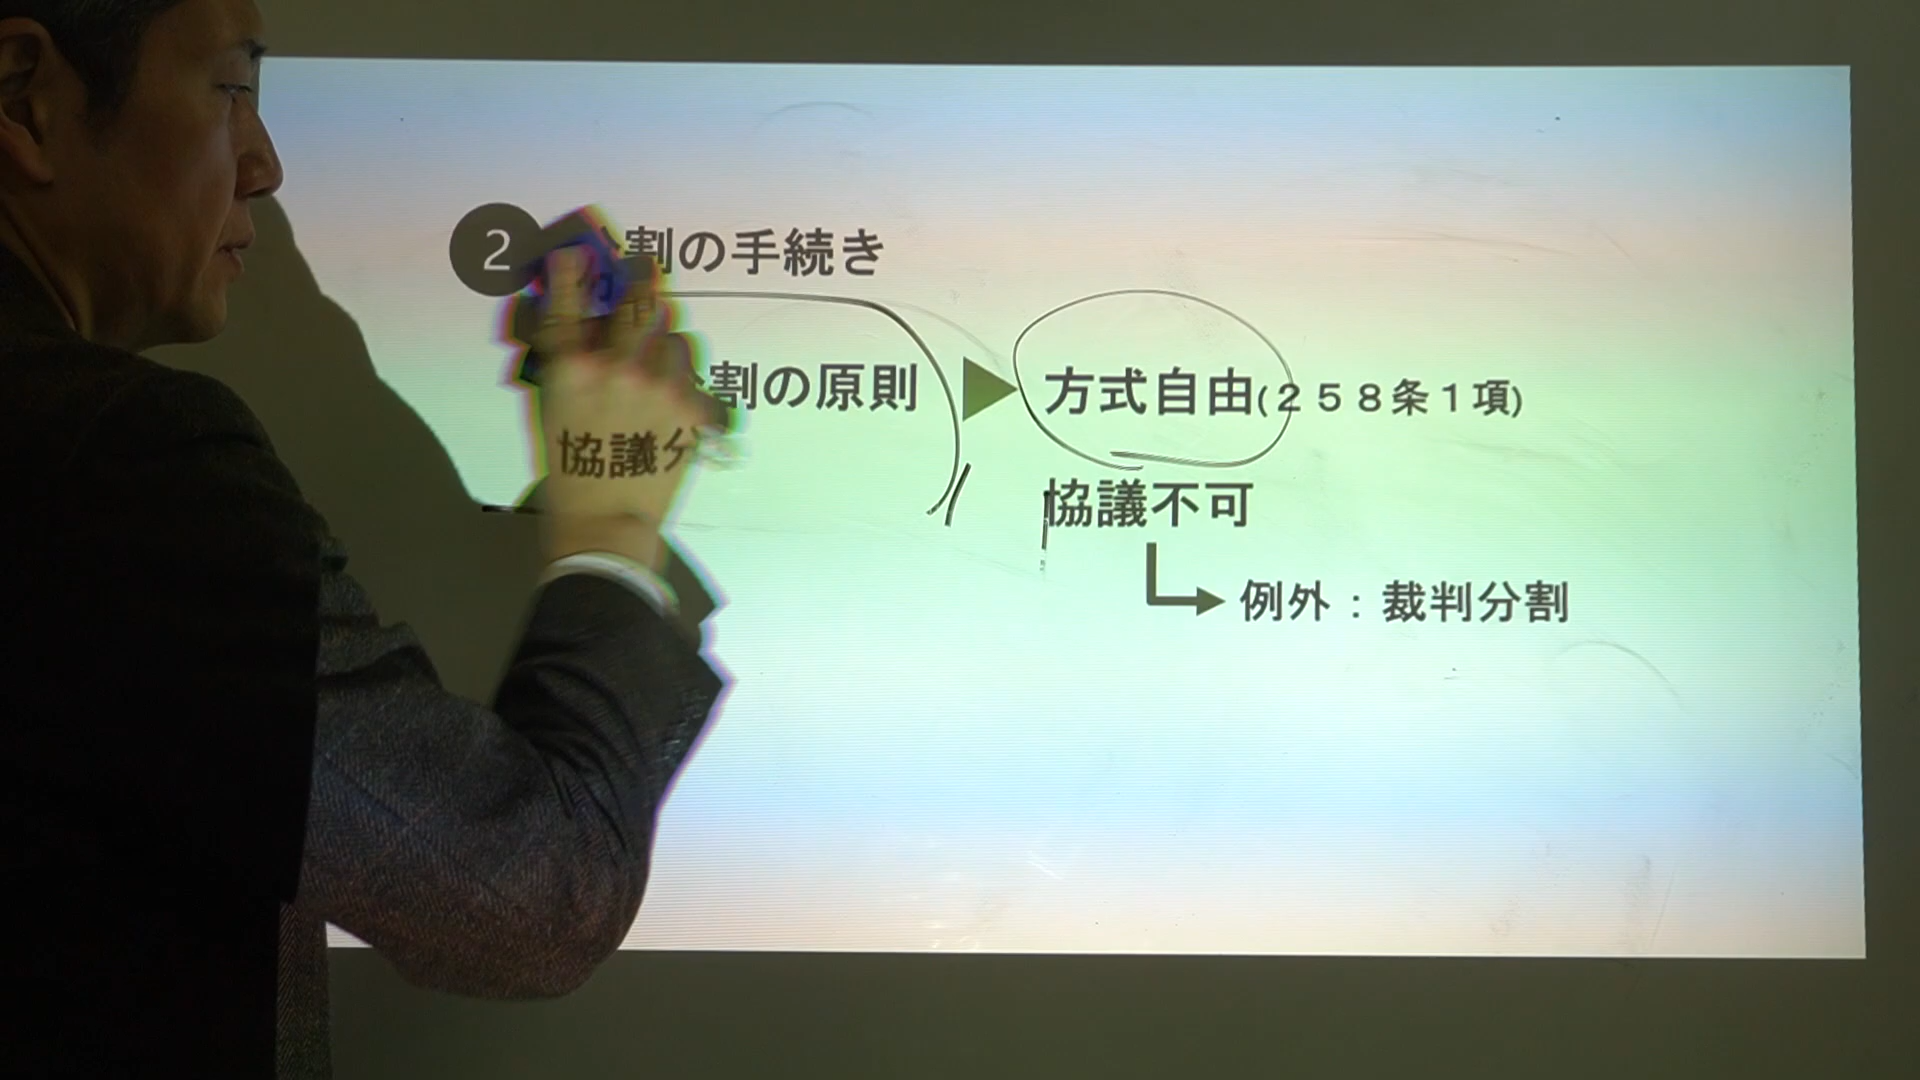 2 分割の手続き
割の原則 ▶ 方式自由(258条1項)
協議分
協議不可
例外:裁判分割